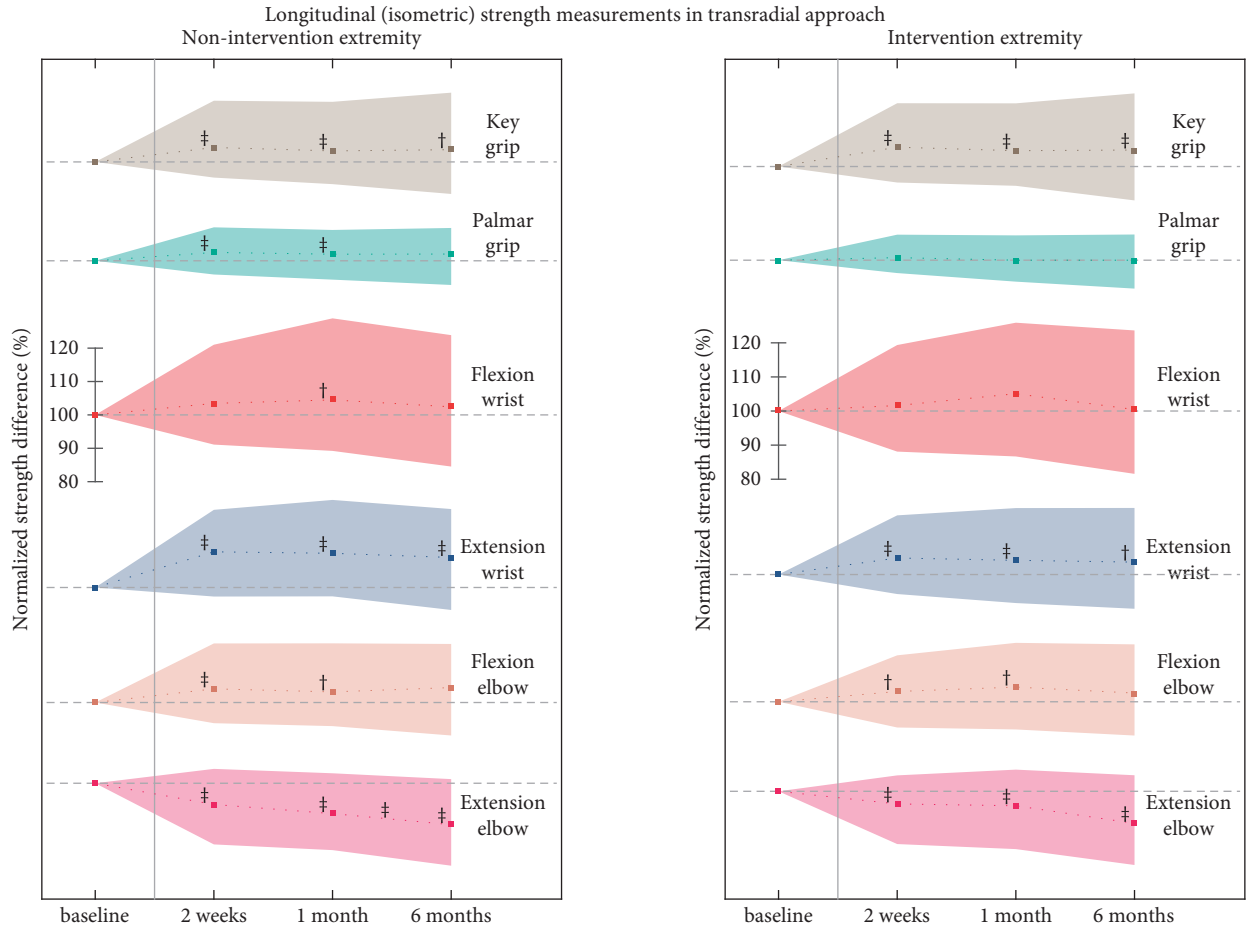 Longitudinal (isometric) strength measurements in transradial approach
Non-intervention extremity
Normalized strength difference (%)
‡
‡
†
Key
grip
‡
‡
Palmar
grip
120
110
100
90
80
†
Flexion
wrist
‡
‡
‡
Extension
wrist
‡
†
Flexion
elbow
‡
‡
‡
‡
Extension
elbow
baseline
2 weeks
1 month
6 months
Intervention extremity
Normalized strength difference (%)
‡
‡
‡
Key
grip
Palmar
grip
120
110
100
90
80
Flexion
wrist
‡
‡
†
Extension
wrist
†
†
Flexion
elbow
‡
‡
‡
Extension
elbow
baseline
2 weeks
1 month
6 months